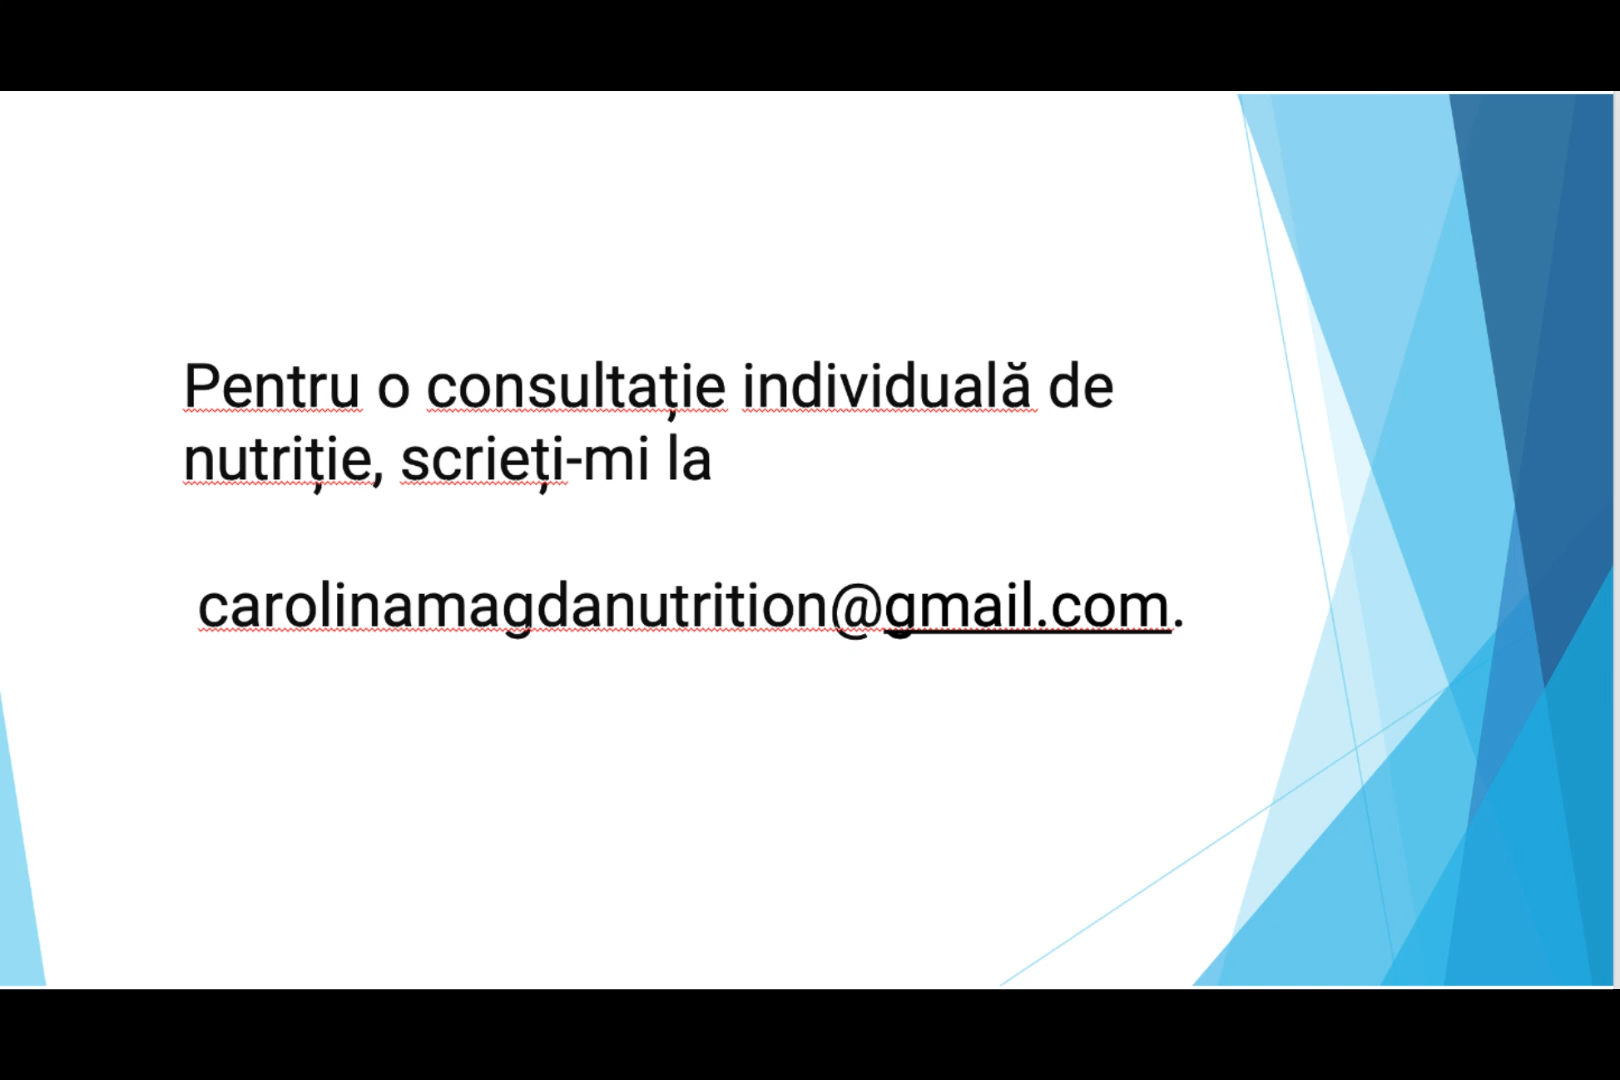 Pentru o consultație individuală de
nutriție, scrieți-mi la
carolinamagdanutrition@gmail.com.